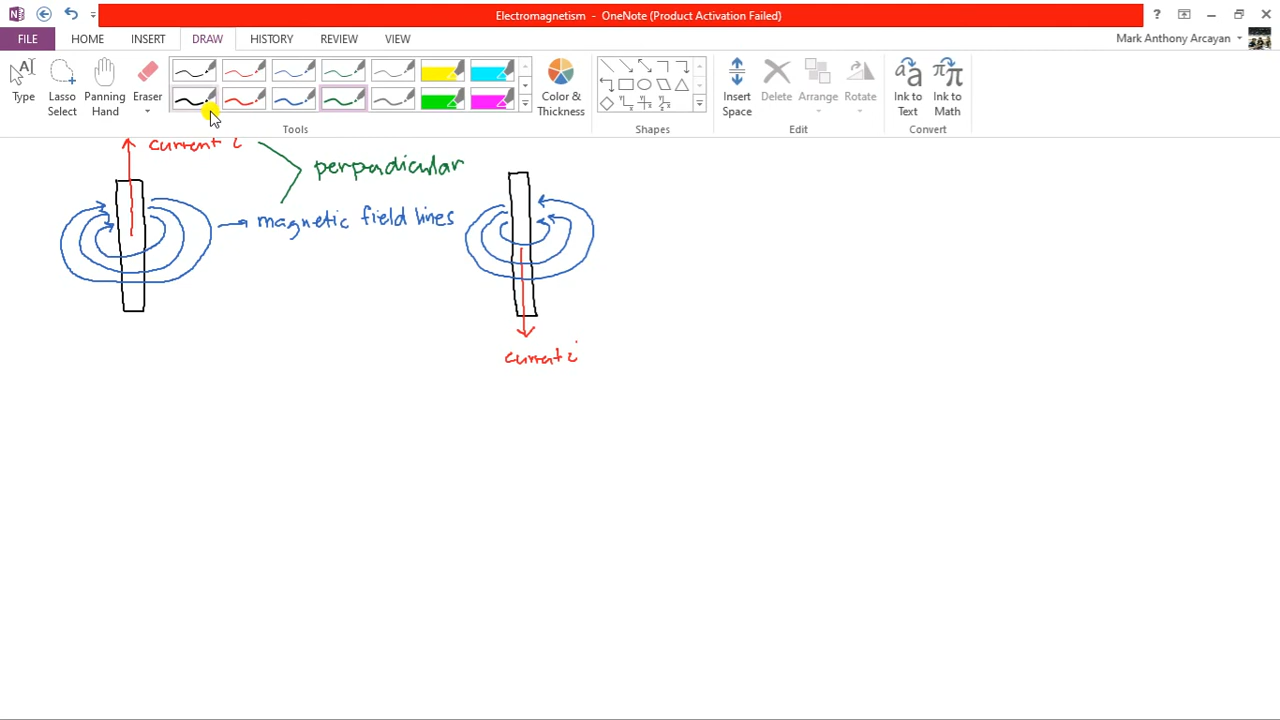 Electromagnetism - OneNote (Product Activation Failed)
?
FILE HOME INSERT DRAW HISTORY REVIEW VIEW
Mark Anthony Arcayan
Type
Lasso Select
Panning Hand
Eraser
Color & Thickness
Insert Space
Delete
Arrange
Rotate
Ink to Text
Ink to Math
Tools
Shapes
Edit
Convert
current i
perpadicular
magnetic field lines
current i